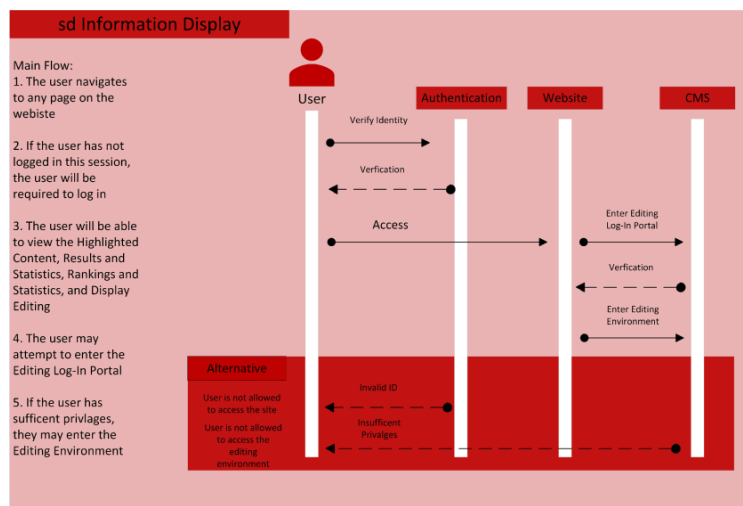 sd Information Display
Main Flow:
1. The user navigates
to any page on the
webiste
2. If the user has not
logged in this session,
the user will be
required to log in
3. The user will be able
to view the Highlighted
Content, Results and
Statistics, Rankings and
Statistics, and Display
Editing
4. The user may
attempt to enter the
Editing Log-In Portal
5. If the user has
sufficent privlages,
they may enter the
Editing Environment
User
Authentication
Website
CMS
Verify Identity
Verfication
Access
Enter Editing
Log-In Portal
Verfication
Enter Editing
Environment
Alternative
User is not allowed
to access the site
User is not allowed
to access the
editing
environment
Invalid ID
Insufficent
Privalges